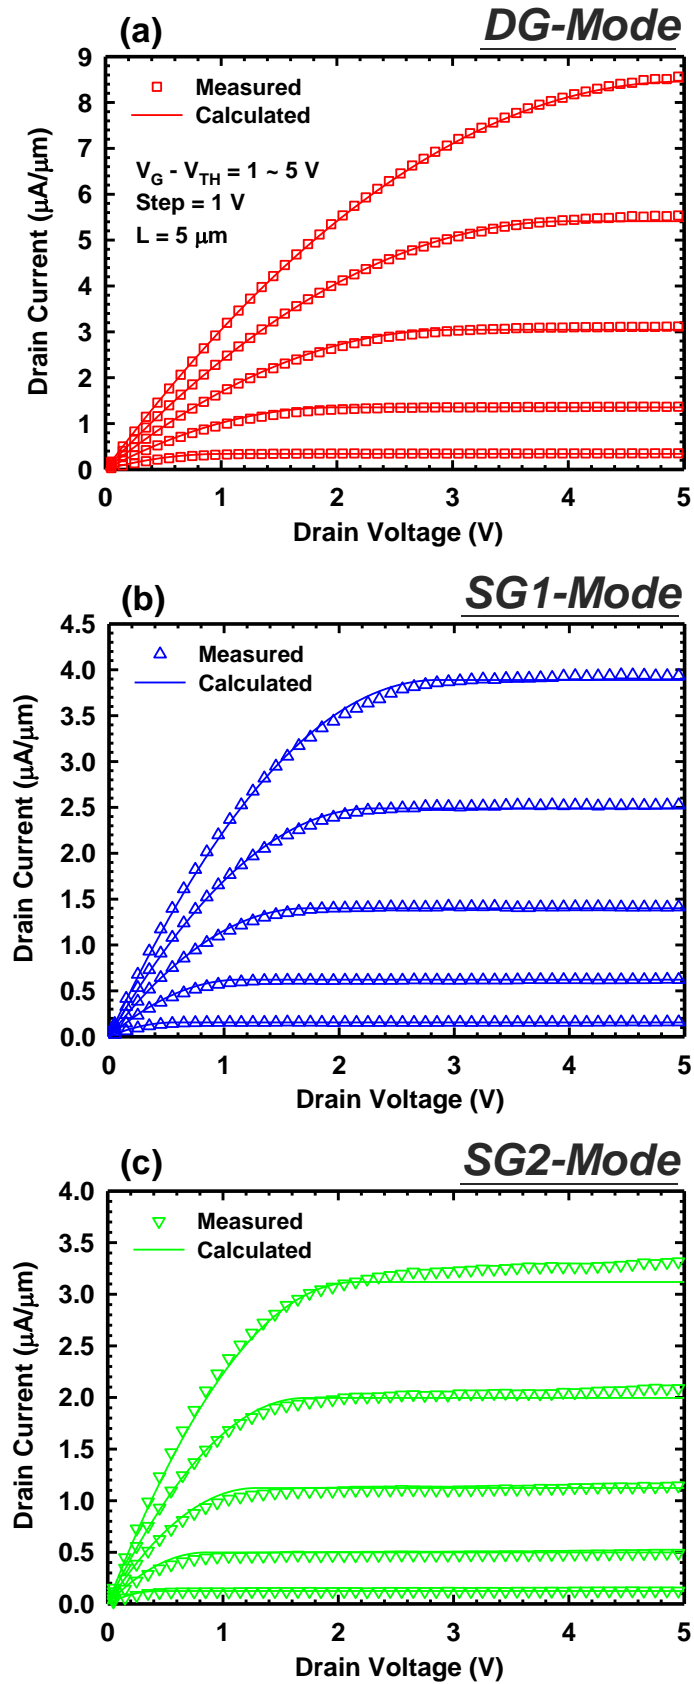 (a) DG-Mode
9
8
7
6
5
4
3
2
1
0
Drain Current (μA/μm)
Measured
Calculated
V_G - V_TH = 1 ~ 5 V
Step = 1 V
L = 5 μm
0 1 2 3 4 5
Drain Voltage (V)
(b) SG1-Mode
4.5
4.0
3.5
3.0
2.5
2.0
1.5
1.0
0.5
0.0
Drain Current (μA/μm)
Measured
Calculated
0 1 2 3 4 5
Drain Voltage (V)
(c) SG2-Mode
4.0
3.5
3.0
2.5
2.0
1.5
1.0
0.5
0.0
Drain Current (μA/μm)
Measured
Calculated
0 1 2 3 4 5
Drain Voltage (V)